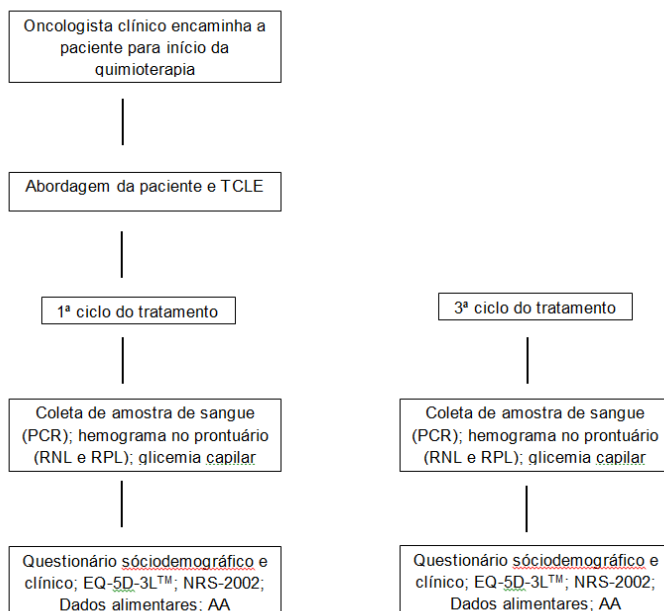 Oncologista clínico encaminha a
paciente para início da
quimioterapia
Abordagem da paciente e TCLE
1ª ciclo do tratamento
3ª ciclo do tratamento
Coleta de amostra de sangue
(PCR); hemograma no prontuário
(RNL e RPL); glicemia capilar
Coleta de amostra de sangue
(PCR); hemograma no prontuário
(RNL e RPL); glicemia capilar
Questionário sóciodemográfico e
clínico; EQ-5D-3L™; NRS-2002;
Dados alimentares; AA
Questionário sóciodemográfico e
clínico; EQ-5D-3L™; NRS-2002;
Dados alimentares; AA